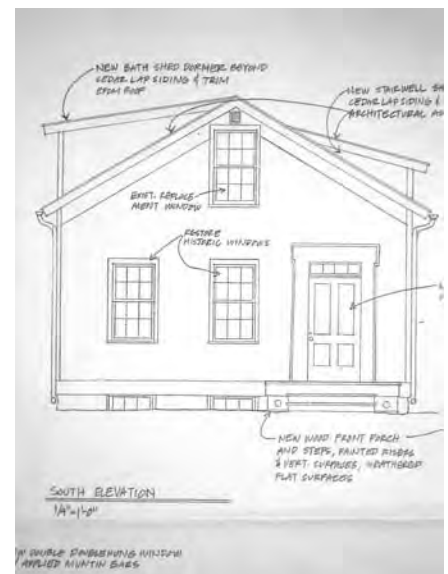 NEW BATH SHED DORMER BEYOND
CEDAR LAP SIDING & TRIM
EPDM ROOF
NEW STAIRWELL
CEDAR LAP SIDING &
ARCHITECTURAL
EXIST. REPLACE-
MENT WINDOW
RESTORE
HISTORIC WINDOWS
NEW WOOD FRONT PORCH
AND STEPS, PAINTED RISERS
& VERT. SURFACES, WEATHERED
FLAT SURFACES
SOUTH ELEVATION
1/4"=1'-0"
DOUBLE DOUBLEHUNG WINDOW
APPLIED MUNTIN BARS